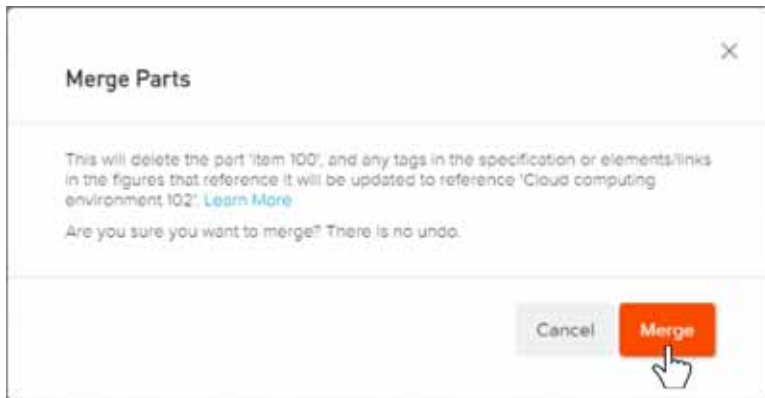 Merge Parts
This will delete the part 'Item 100', and any tags in the specification or elements/links
in the figures that reference it will be updated to reference 'Cloud computing
environment 102'. Learn More
Are you sure you want to merge? There is no undo.
Cancel
Merge